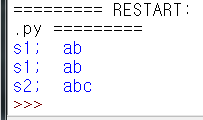 ========= RESTART:
.py =========
s1;  ab
s1;  ab
s2;  abc
>>>